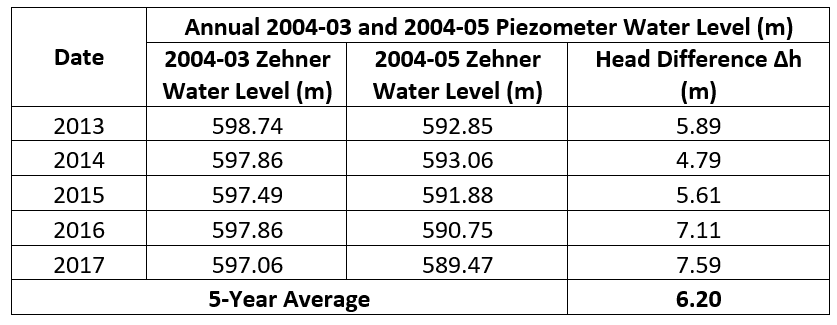 Date
Annual 2004-03 and 2004-05 Piezometer Water Level (m)
2004-03 Zehner Water Level (m)
2004-05 Zehner Water Level (m)
Head Difference Δh (m)
2013 598.74 592.85 5.89
2014 597.86 593.06 4.79
2015 597.49 591.88 5.61
2016 597.86 590.75 7.11
2017 597.06 589.47 7.59
5-Year Average 6.20